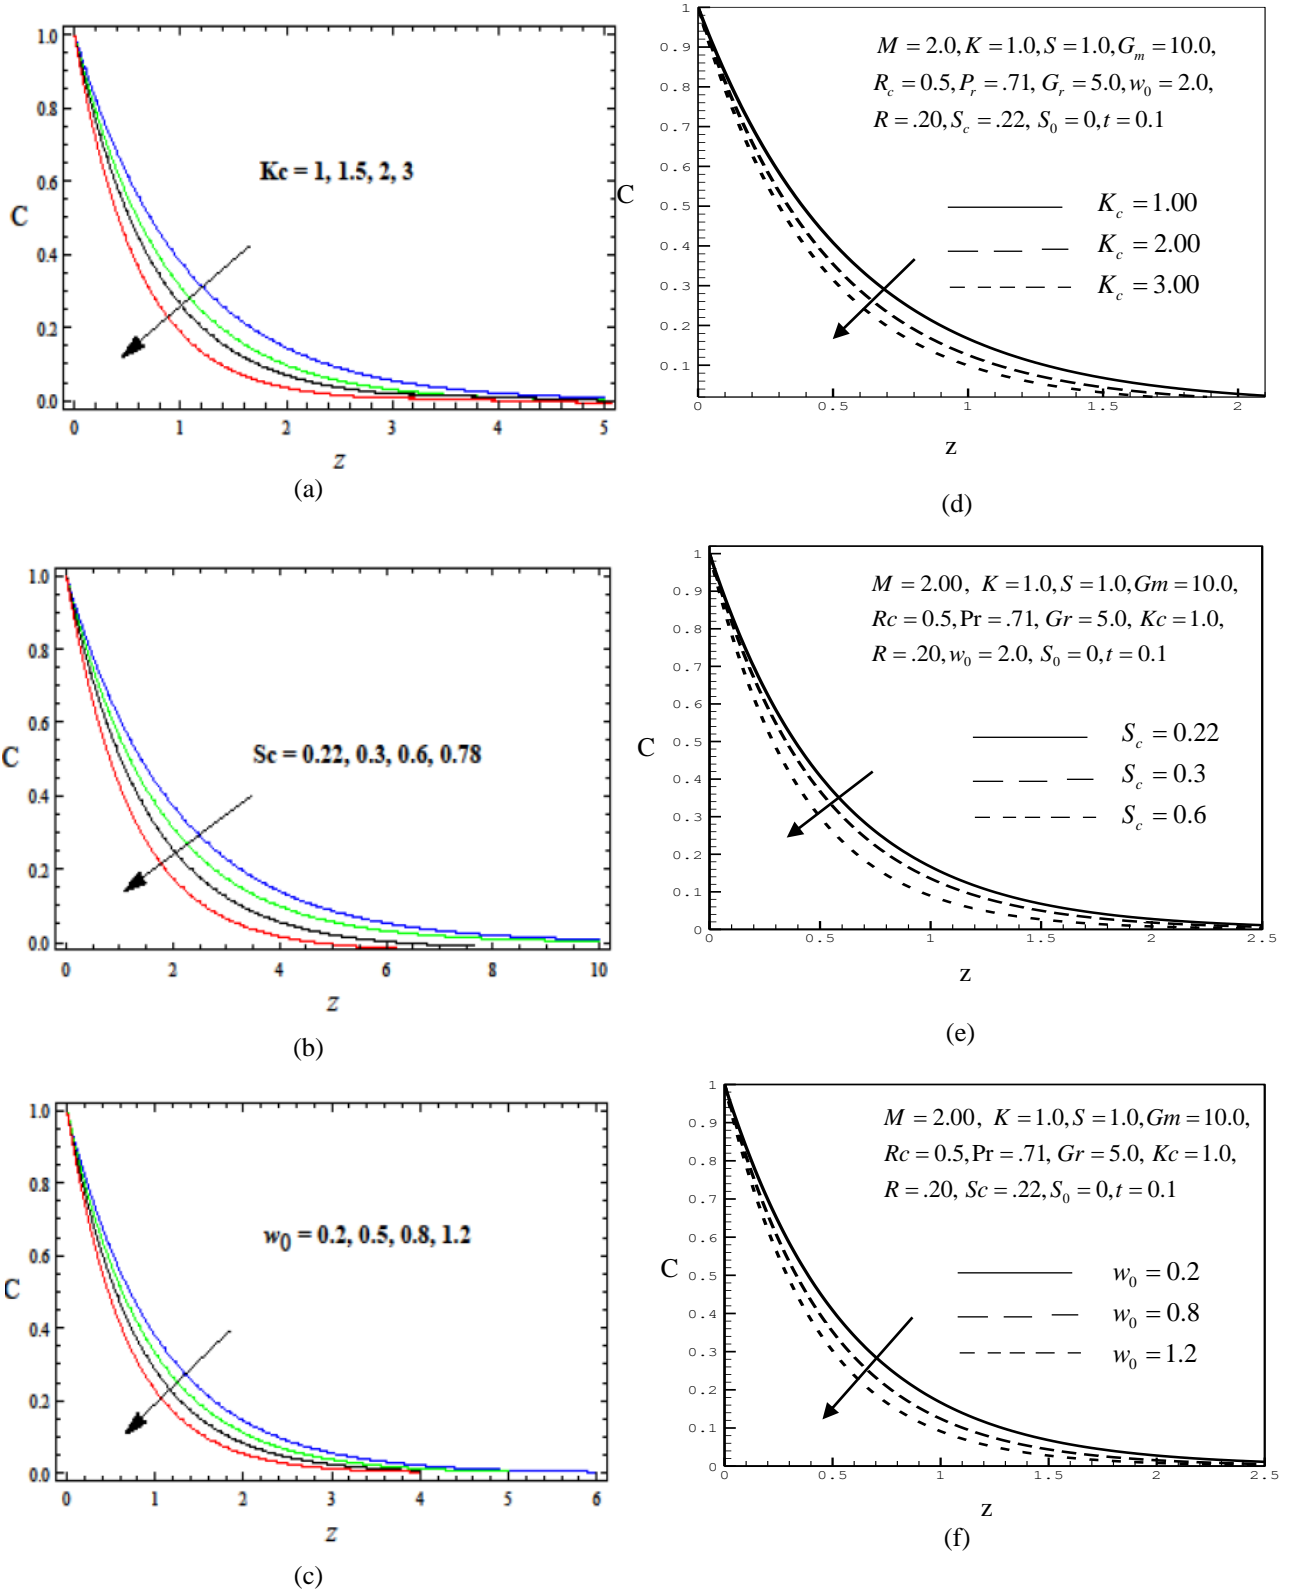 1.0
0.8
0.6
0.4
0.2
0.0
C
Kc = 1, 1.5, 2, 3
0
1
2
3
4
5
z
(a)
1
0.9
0.8
0.7
0.6
0.5
0.4
0.3
0.2
0.1
C
M = 2.0, K = 1.0, S = 1.0, G_m = 10.0,
R_c = 0.5, P_r = .71, G_r = 5.0, w_0 = 2.0,
R = .20, S_c = .22, S_0 = 0, t = 0.1
K_c = 1.00
K_c = 2.00
K_c = 3.00
0
0.5
1
1.5
2
z
(d)
1.0
0.8
0.6
0.4
0.2
0.0
C
Sc = 0.22, 0.3, 0.6, 0.78
0
2
4
6
8
10
z
(b)
1
0.9
0.8
0.7
0.6
0.5
0.4
0.3
0.2
0.1
0
C
M = 2.00, K = 1.0, S = 1.0, Gm = 10.0,
Rc = 0.5, Pr = .71, Gr = 5.0, Kc = 1.0,
R = .20, w_0 = 2.0, S_0 = 0, t = 0.1
S_c = 0.22
S_c = 0.3
S_c = 0.6
0
0.5
1
1.5
2
2.5
z
(e)
1.0
0.8
0.6
0.4
0.2
0.0
C
w_0 = 0.2, 0.5, 0.8, 1.2
0
1
2
3
4
5
6
z
(c)
1
0.9
0.8
0.7
0.6
0.5
0.4
0.3
0.2
0.1
0
C
M = 2.00, K = 1.0, S = 1.0, Gm = 10.0,
Rc = 0.5, Pr = .71, Gr = 5.0, Kc = 1.0,
R = .20, Sc = .22, S_0 = 0, t = 0.1
w_0 = 0.2
w_0 = 0.8
w_0 = 1.2
0
0.5
1
1.5
2
2.5
z
(f)